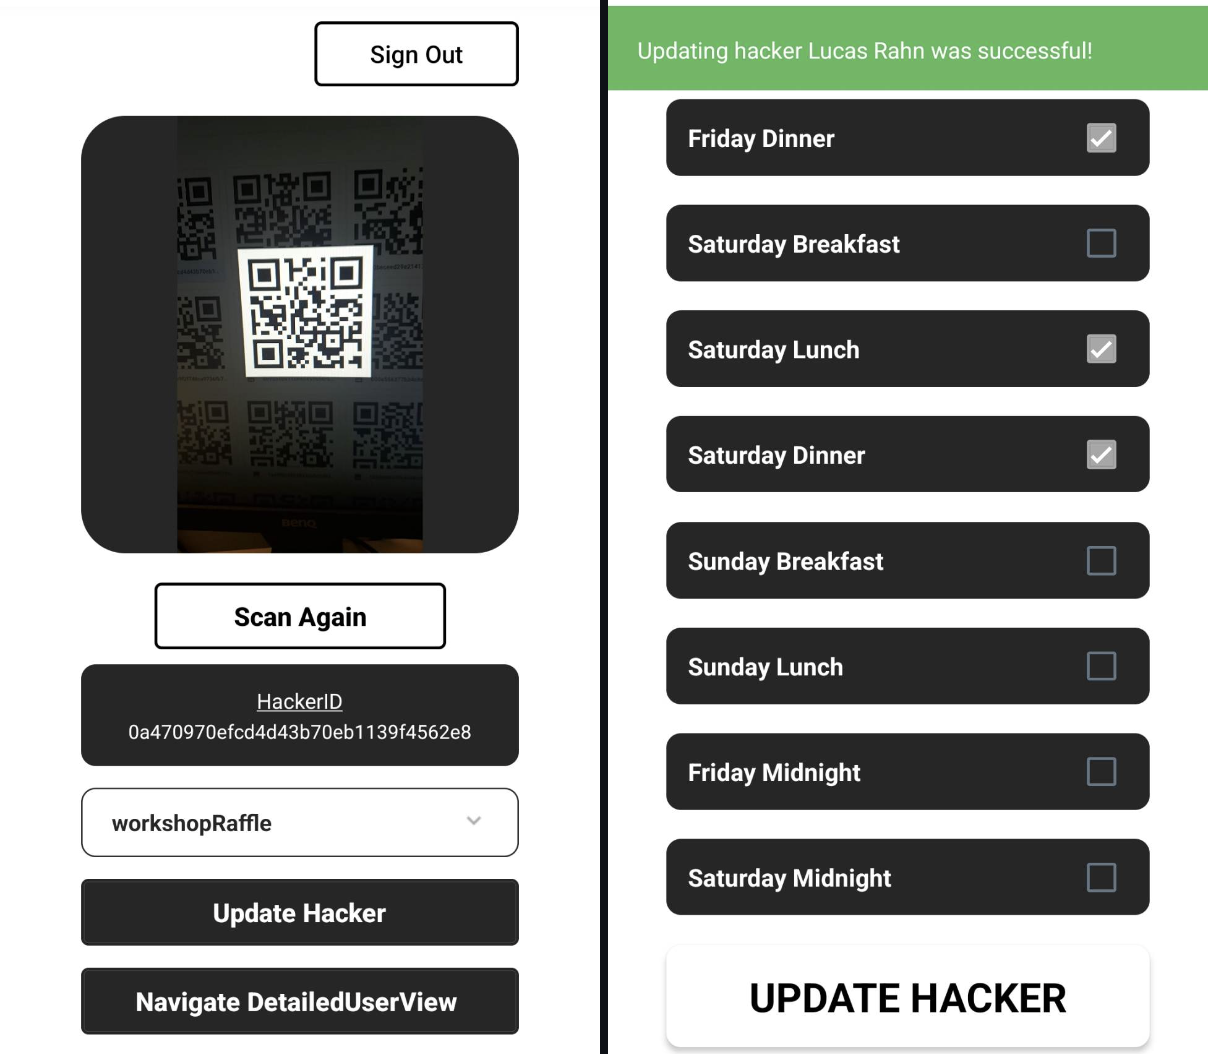 Sign Out
BenQ
Scan Again
HackerID
0a470970efcd4d43b70eb1139f4562e8
workshopRaffle
Update Hacker
Navigate DetailedUserView
Updating hacker Lucas Rahn was successful!
Friday Dinner
Saturday Breakfast
Saturday Lunch
Saturday Dinner
Sunday Breakfast
Sunday Lunch
Friday Midnight
Saturday Midnight
UPDATE HACKER